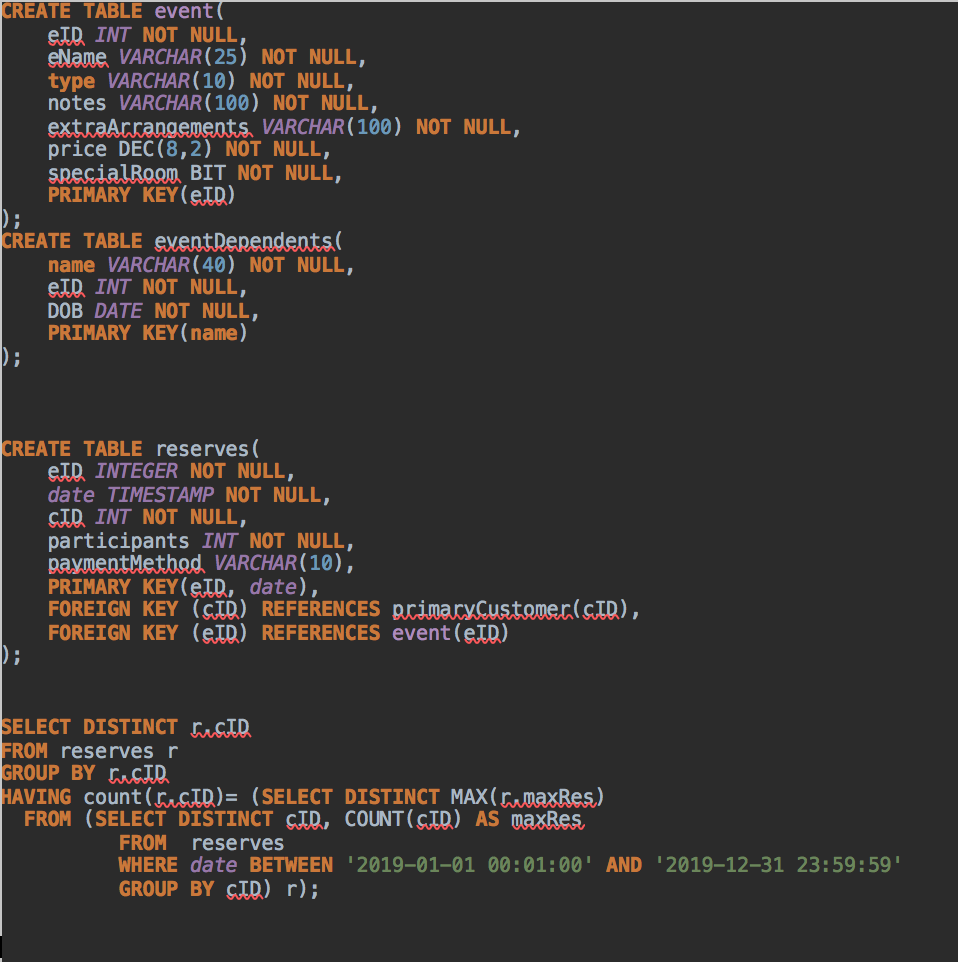 CREATE TABLE event(
    eID INT NOT NULL,
    eName VARCHAR(25) NOT NULL,
    type VARCHAR(10) NOT NULL,
    notes VARCHAR(100) NOT NULL,
    extraArrangements VARCHAR(100) NOT NULL,
    price DEC(8,2) NOT NULL,
    specialRoom BIT NOT NULL,
    PRIMARY KEY(eID)
);
CREATE TABLE eventDependents(
    name VARCHAR(40) NOT NULL,
    eID INT NOT NULL,
    DOB DATE NOT NULL,
    PRIMARY KEY(name)
);
CREATE TABLE reserves(
    eID INTEGER NOT NULL,
    date TIMESTAMP NOT NULL,
    cID INT NOT NULL,
    participants INT NOT NULL,
    paymentMethod VARCHAR(10),
    PRIMARY KEY(eID, date),
    FOREIGN KEY (cID) REFERENCES primaryCustomer(cID),
    FOREIGN KEY (eID) REFERENCES event(eID)
);
SELECT DISTINCT r.cID
FROM reserves r
GROUP BY r.cID
HAVING count(r.cID)= (SELECT DISTINCT MAX(r.maxRes)
  FROM (SELECT DISTINCT cID, COUNT(cID) AS maxRes
          FROM  reserves
          WHERE date BETWEEN '2019-01-01 00:01:00' AND '2019-12-31 23:59:59'
          GROUP BY cID) r);